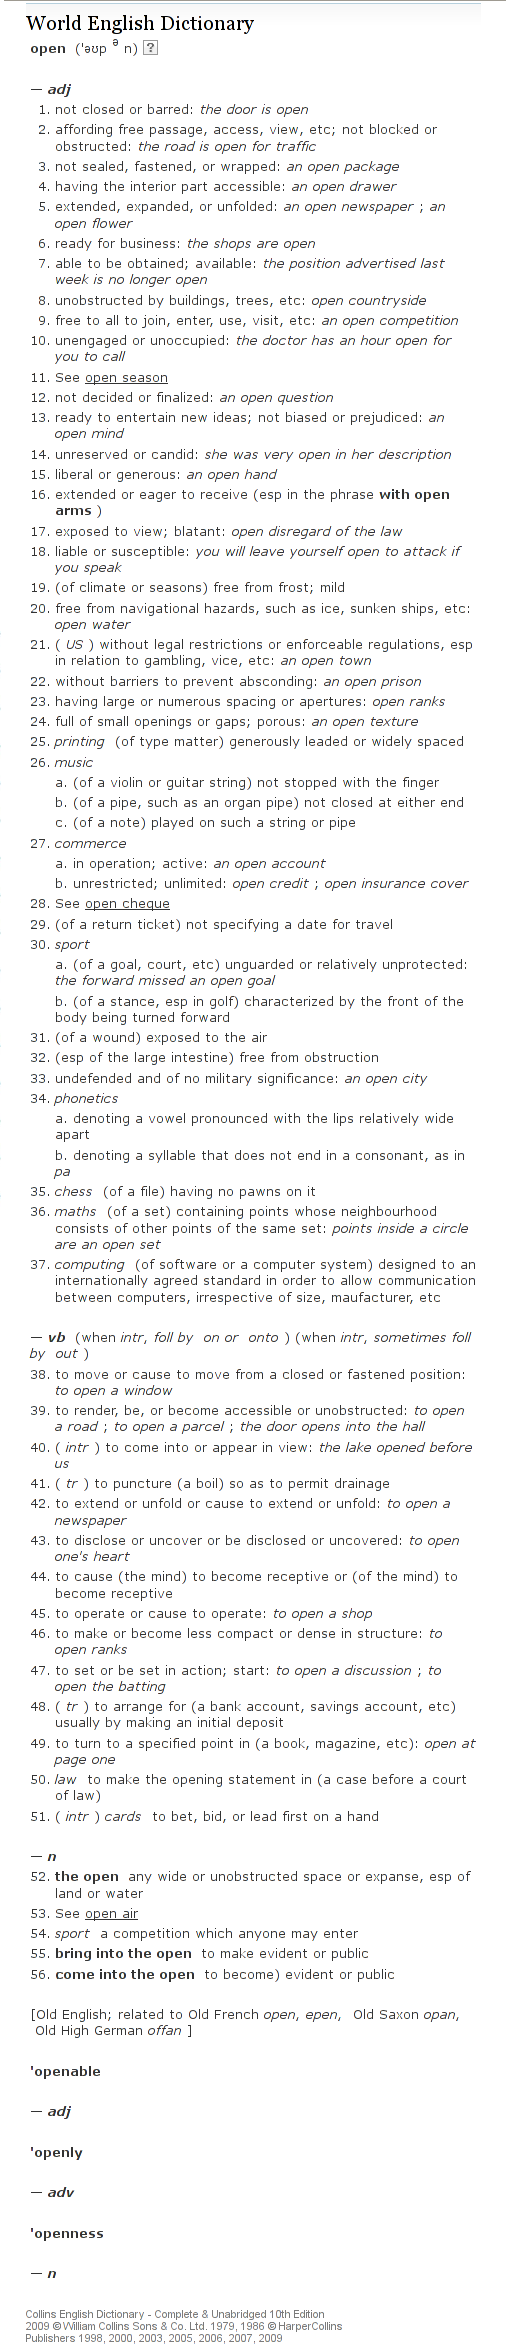 World English Dictionary
open ('əʊp ə n) ?
— adj
1. not closed or barred: the door is open
2. affording free passage, access, view, etc; not blocked or
obstructed: the road is open for traffic
3. not sealed, fastened, or wrapped: an open package
4. having the interior part accessible: an open drawer
5. extended, expanded, or unfolded: an open newspaper ; an
open flower
6. ready for business: the shops are open
7. able to be obtained; available: the position advertised last
week is no longer open
8. unobstructed by buildings, trees, etc: open countryside
9. free to all to join, enter, use, visit, etc: an open competition
10. unengaged or unoccupied: the doctor has an hour open for
you to call
11. See open season
12. not decided or finalized: an open question
13. ready to entertain new ideas; not biased or prejudiced: an
open mind
14. unreserved or candid: she was very open in her description
15. liberal or generous: an open hand
16. extended or eager to receive (esp in the phrase with open
arms )
17. exposed to view; blatant: open disregard of the law
18. liable or susceptible: you will leave yourself open to attack if
you speak
19. (of climate or seasons) free from frost; mild
20. free from navigational hazards, such as ice, sunken ships, etc:
open water
21. ( US ) without legal restrictions or enforceable regulations, esp
in relation to gambling, vice, etc: an open town
22. without barriers to prevent absconding: an open prison
23. having large or numerous spacing or apertures: open ranks
24. full of small openings or gaps; porous: an open texture
25. printing (of type matter) generously leaded or widely spaced
26. music
a. (of a violin or guitar string) not stopped with the finger
b. (of a pipe, such as an organ pipe) not closed at either end
c. (of a note) played on such a string or pipe
27. commerce
a. in operation; active: an open account
b. unrestricted; unlimited: open credit ; open insurance cover
28. See open cheque
29. (of a return ticket) not specifying a date for travel
30. sport
a. (of a goal, court, etc) unguarded or relatively unprotected:
the forward missed an open goal
b. (of a stance, esp in golf) characterized by the front of the
body being turned forward
31. (of a wound) exposed to the air
32. (esp of the large intestine) free from obstruction
33. undefended and of no military significance: an open city
34. phonetics
a. denoting a vowel pronounced with the lips relatively wide
apart
b. denoting a syllable that does not end in a consonant, as in
pa
35. chess (of a file) having no pawns on it
36. maths (of a set) containing points whose neighbourhood
consists of other points of the same set: points inside a circle
are an open set
37. computing (of software or a computer system) designed to an
internationally agreed standard in order to allow communication
between computers, irrespective of size, maufacturer, etc
— vb (when intr, foll by on or onto ) (when intr, sometimes foll
by out )
38. to move or cause to move from a closed or fastened position:
to open a window
39. to render, be, or become accessible or unobstructed: to open
a road ; to open a parcel ; the door opens into the hall
40. ( intr ) to come into or appear in view: the lake opened before
us
41. ( tr ) to puncture (a boil) so as to permit drainage
42. to extend or unfold or cause to extend or unfold: to open a
newspaper
43. to disclose or uncover or be disclosed or uncovered: to open
one's heart
44. to cause (the mind) to become receptive or (of the mind) to
become receptive
45. to operate or cause to operate: to open a shop
46. to make or become less compact or dense in structure: to
open ranks
47. to set or be set in action; start: to open a discussion ; to
open the batting
48. ( tr ) to arrange for (a bank account, savings account, etc)
usually by making an initial deposit
49. to turn to a specified point in (a book, magazine, etc): open at
page one
50. law to make the opening statement in (a case before a court
of law)
51. ( intr ) cards to bet, bid, or lead first on a hand
— n
52. the open any wide or unobstructed space or expanse, esp of
land or water
53. See open air
54. sport a competition which anyone may enter
55. bring into the open to make evident or public
56. come into the open to become) evident or public
[Old English; related to Old French open, epen, Old Saxon opan,
Old High German offan ]
'openable
— adj
'openly
— adv
'openness
— n
Collins English Dictionary - Complete & Unabridged 10th Edition
2009 © William Collins Sons & Co. Ltd. 1979, 1986 © HarperCollins
Publishers 1998, 2000, 2003, 2005, 2006, 2007, 2009